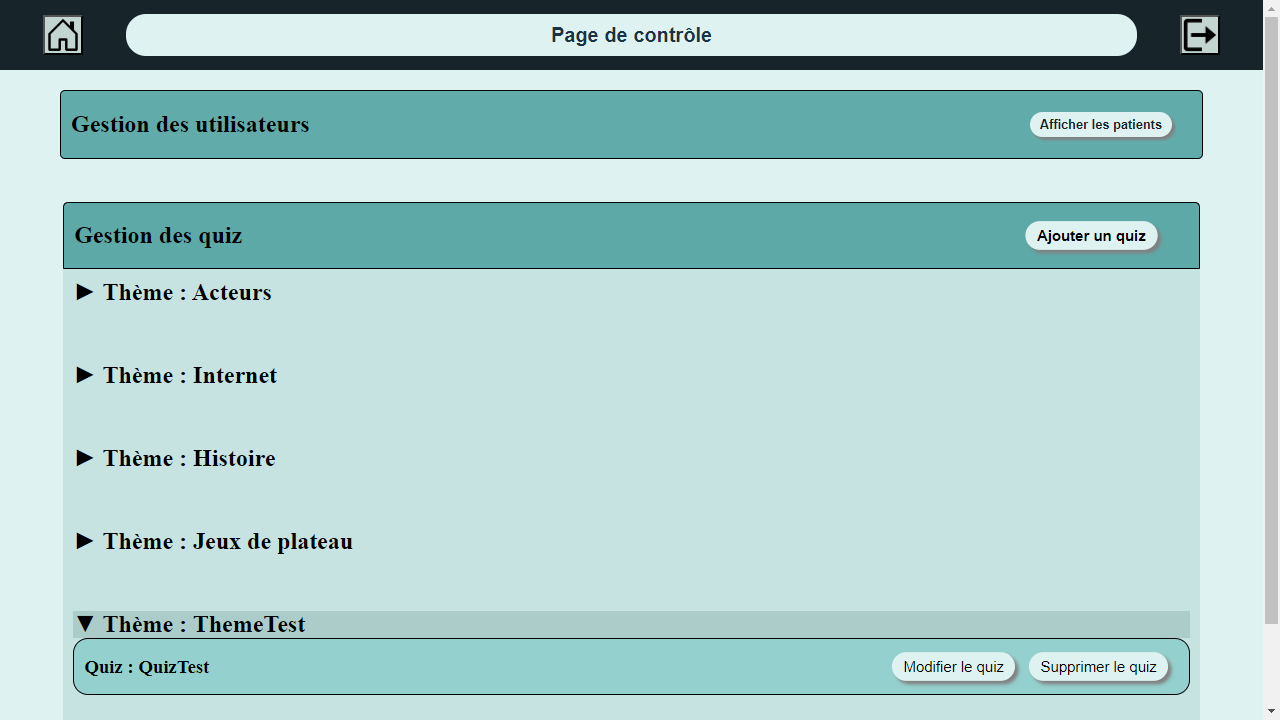 Page de contrôle
Gestion des utilisateurs
Afficher les patients
Gestion des quiz
Ajouter un quiz
▶ Thème : Acteurs
▶ Thème : Internet
▶ Thème : Histoire
▶ Thème : Jeux de plateau
▼ Thème : ThemeTest
Quiz : QuizTest
Modifier le quiz
Supprimer le quiz